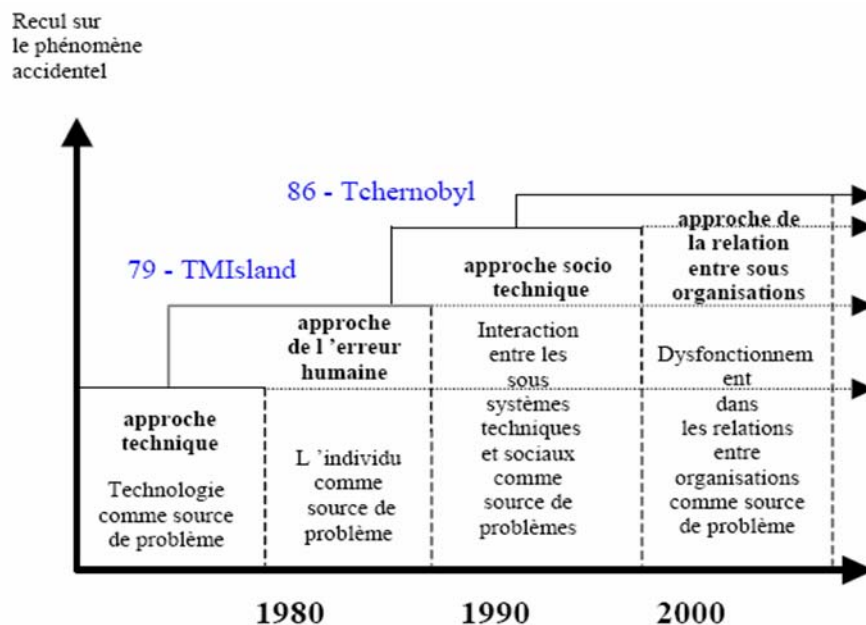 Recul sur
le phénomène
accidentel
86 - Tchernobyl
79 - TMIsland
approche
technique
Technologie
comme source
de problème
approche
de l ’erreur
humaine
L ’individu
comme
source de
problème
approche socio
technique
Interaction
entre les
sous
systèmes
techniques
et sociaux
comme
source de
problèmes
approche de
la relation
entre sous
organisations
Dysfonctionnem
ent
dans
les relations
entre
organisations
comme source
de problème
1980
1990
2000